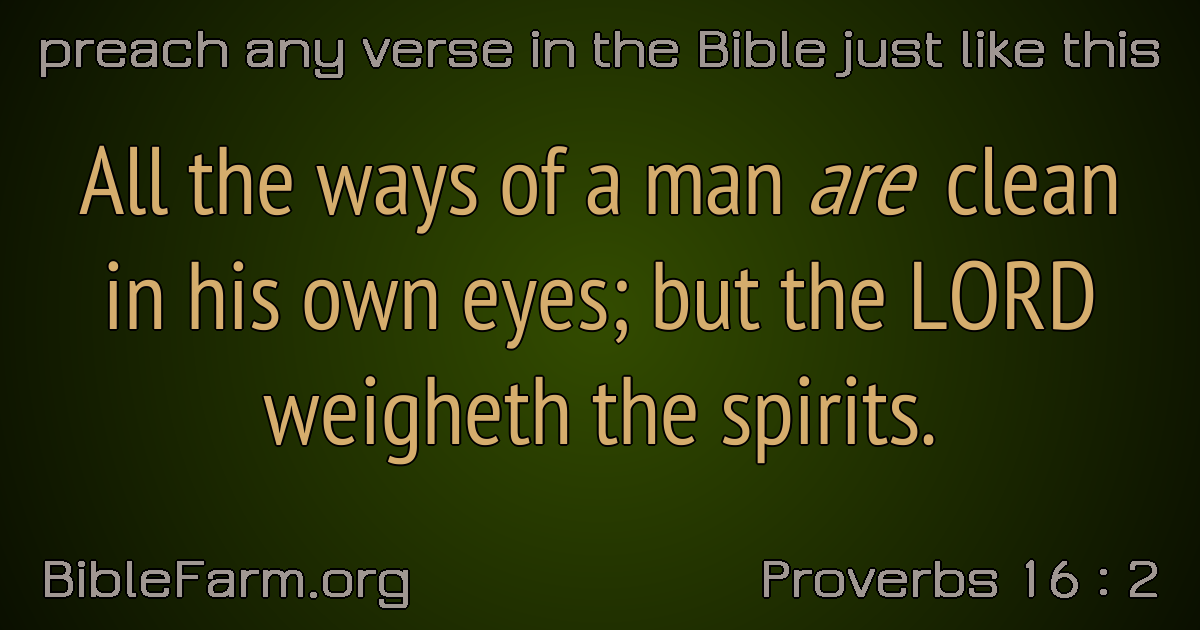 preach any verse in the Bible just like this
All the ways of a man are clean
in his own eyes; but the LORD
weigheth the spirits.
BibleFarm.org
Proverbs 16 : 2